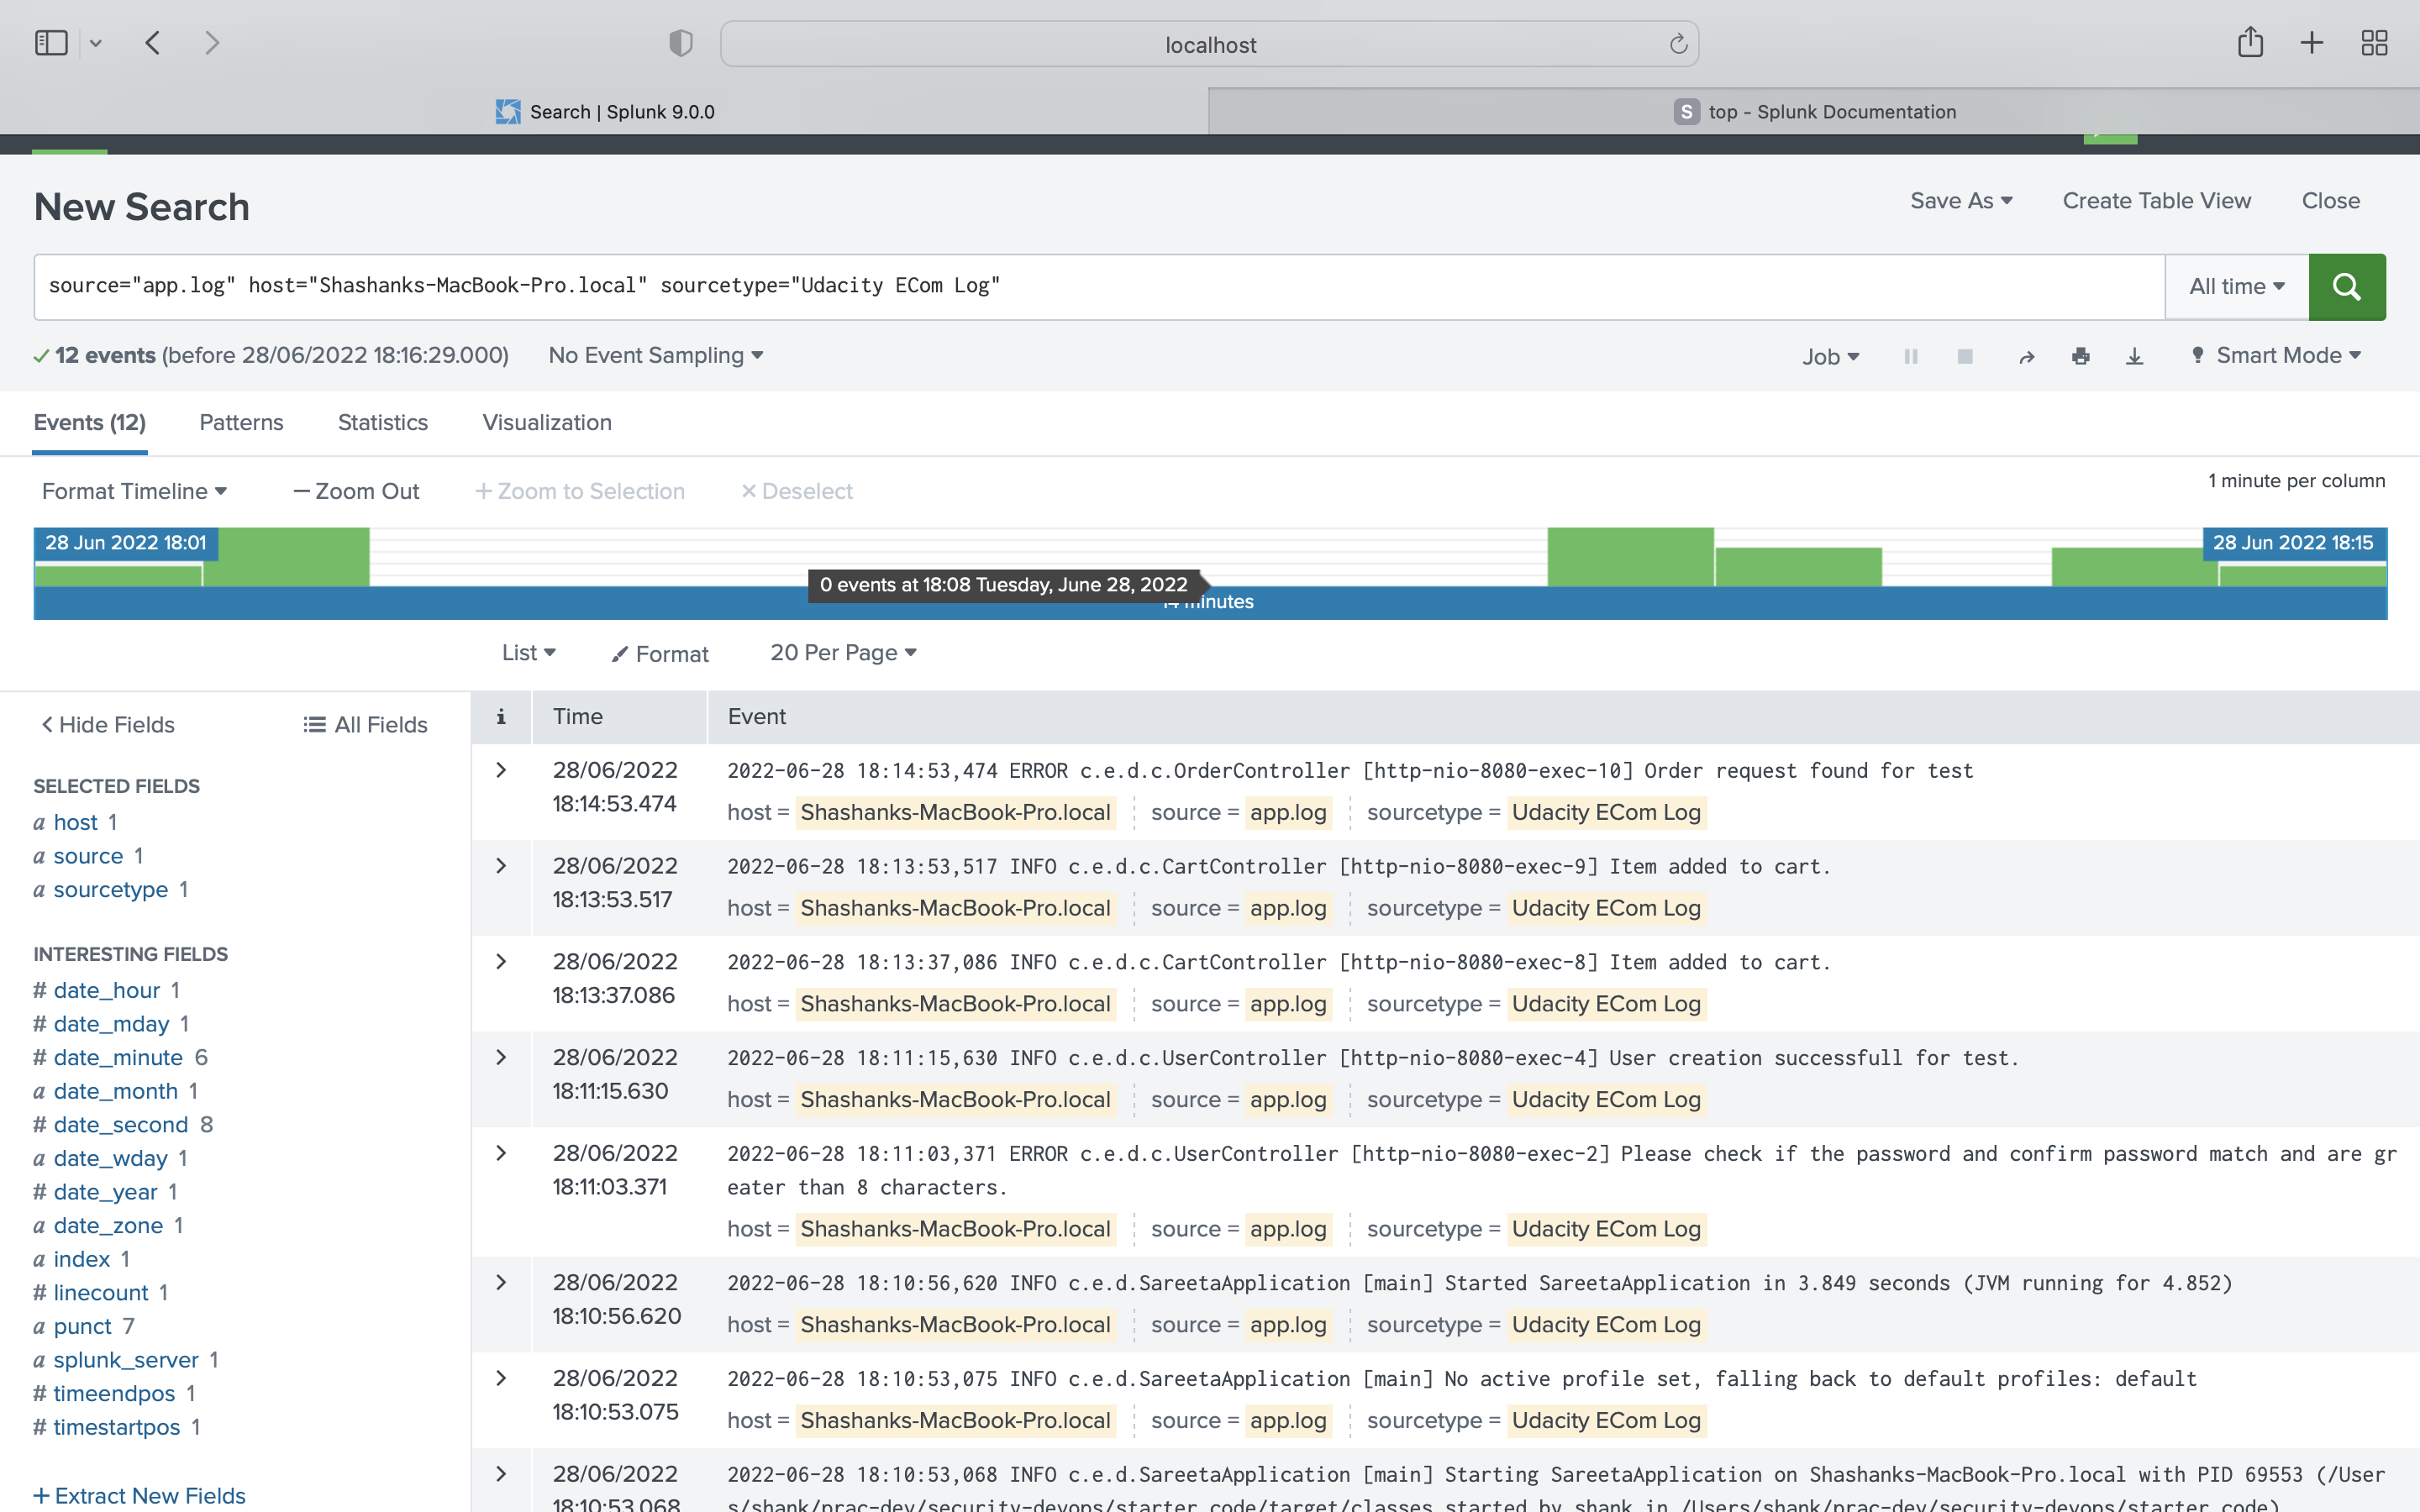 localhost
Search | Splunk 9.0.0
S top - Splunk Documentation
New Search
Save As
Create Table View
Close
source="app.log" host="Shashanks-MacBook-Pro.local" sourcetype="Udacity ECom Log"
All time
12 events (before 28/06/2022 18:16:29.000)
No Event Sampling
Job
Smart Mode
Events (12)
Patterns
Statistics
Visualization
Format Timeline
— Zoom Out
+ Zoom to Selection
× Deselect
1 minute per column
28 Jun 2022 18:01
28 Jun 2022 18:15
0 events at 18:08 Tuesday, June 28, 2022
14 minutes
List
Format
20 Per Page
< Hide Fields
All Fields
SELECTED FIELDS
a host 1
a source 1
a sourcetype 1
INTERESTING FIELDS
# date_hour 1
# date_mday 1
# date_minute 6
a date_month 1
# date_second 8
a date_wday 1
# date_year 1
a date_zone 1
a index 1
# linecount 1
a punct 7
a splunk_server 1
# timeendpos 1
# timestartpos 1
+ Extract New Fields
i Time Event
28/06/2022
18:14:53.474
2022-06-28 18:14:53,474 ERROR c.e.d.c.OrderController [http-nio-8080-exec-10] Order request found for test
host = Shashanks-MacBook-Pro.local source = app.log sourcetype = Udacity ECom Log
28/06/2022
18:13:53.517
2022-06-28 18:13:53,517 INFO c.e.d.c.CartController [http-nio-8080-exec-9] Item added to cart.
host = Shashanks-MacBook-Pro.local source = app.log sourcetype = Udacity ECom Log
28/06/2022
18:13:37.086
2022-06-28 18:13:37,086 INFO c.e.d.c.CartController [http-nio-8080-exec-8] Item added to cart.
host = Shashanks-MacBook-Pro.local source = app.log sourcetype = Udacity ECom Log
28/06/2022
18:11:15.630
2022-06-28 18:11:15,630 INFO c.e.d.c.UserController [http-nio-8080-exec-4] User creation successfull for test.
host = Shashanks-MacBook-Pro.local source = app.log sourcetype = Udacity ECom Log
28/06/2022
18:11:03.371
2022-06-28 18:11:03,371 ERROR c.e.d.c.UserController [http-nio-8080-exec-2] Please check if the password and confirm password match and are gr
eater than 8 characters.
host = Shashanks-MacBook-Pro.local source = app.log sourcetype = Udacity ECom Log
28/06/2022
18:10:56.620
2022-06-28 18:10:56,620 INFO c.e.d.SareetaApplication [main] Started SareetaApplication in 3.849 seconds (JVM running for 4.852)
host = Shashanks-MacBook-Pro.local source = app.log sourcetype = Udacity ECom Log
28/06/2022
18:10:53.075
2022-06-28 18:10:53,075 INFO c.e.d.SareetaApplication [main] No active profile set, falling back to default profiles: default
host = Shashanks-MacBook-Pro.local source = app.log sourcetype = Udacity ECom Log
28/06/2022
18:10:53.068
2022-06-28 18:10:53,068 INFO c.e.d.SareetaApplication [main] Starting SareetaApplication on Shashanks-MacBook-Pro.local with PID 69553 (/User
s/shank/prac-dev/security-devops/starter_code/target/classes started by shank in /Users/shank/prac-dev/security-devops/starter_code)